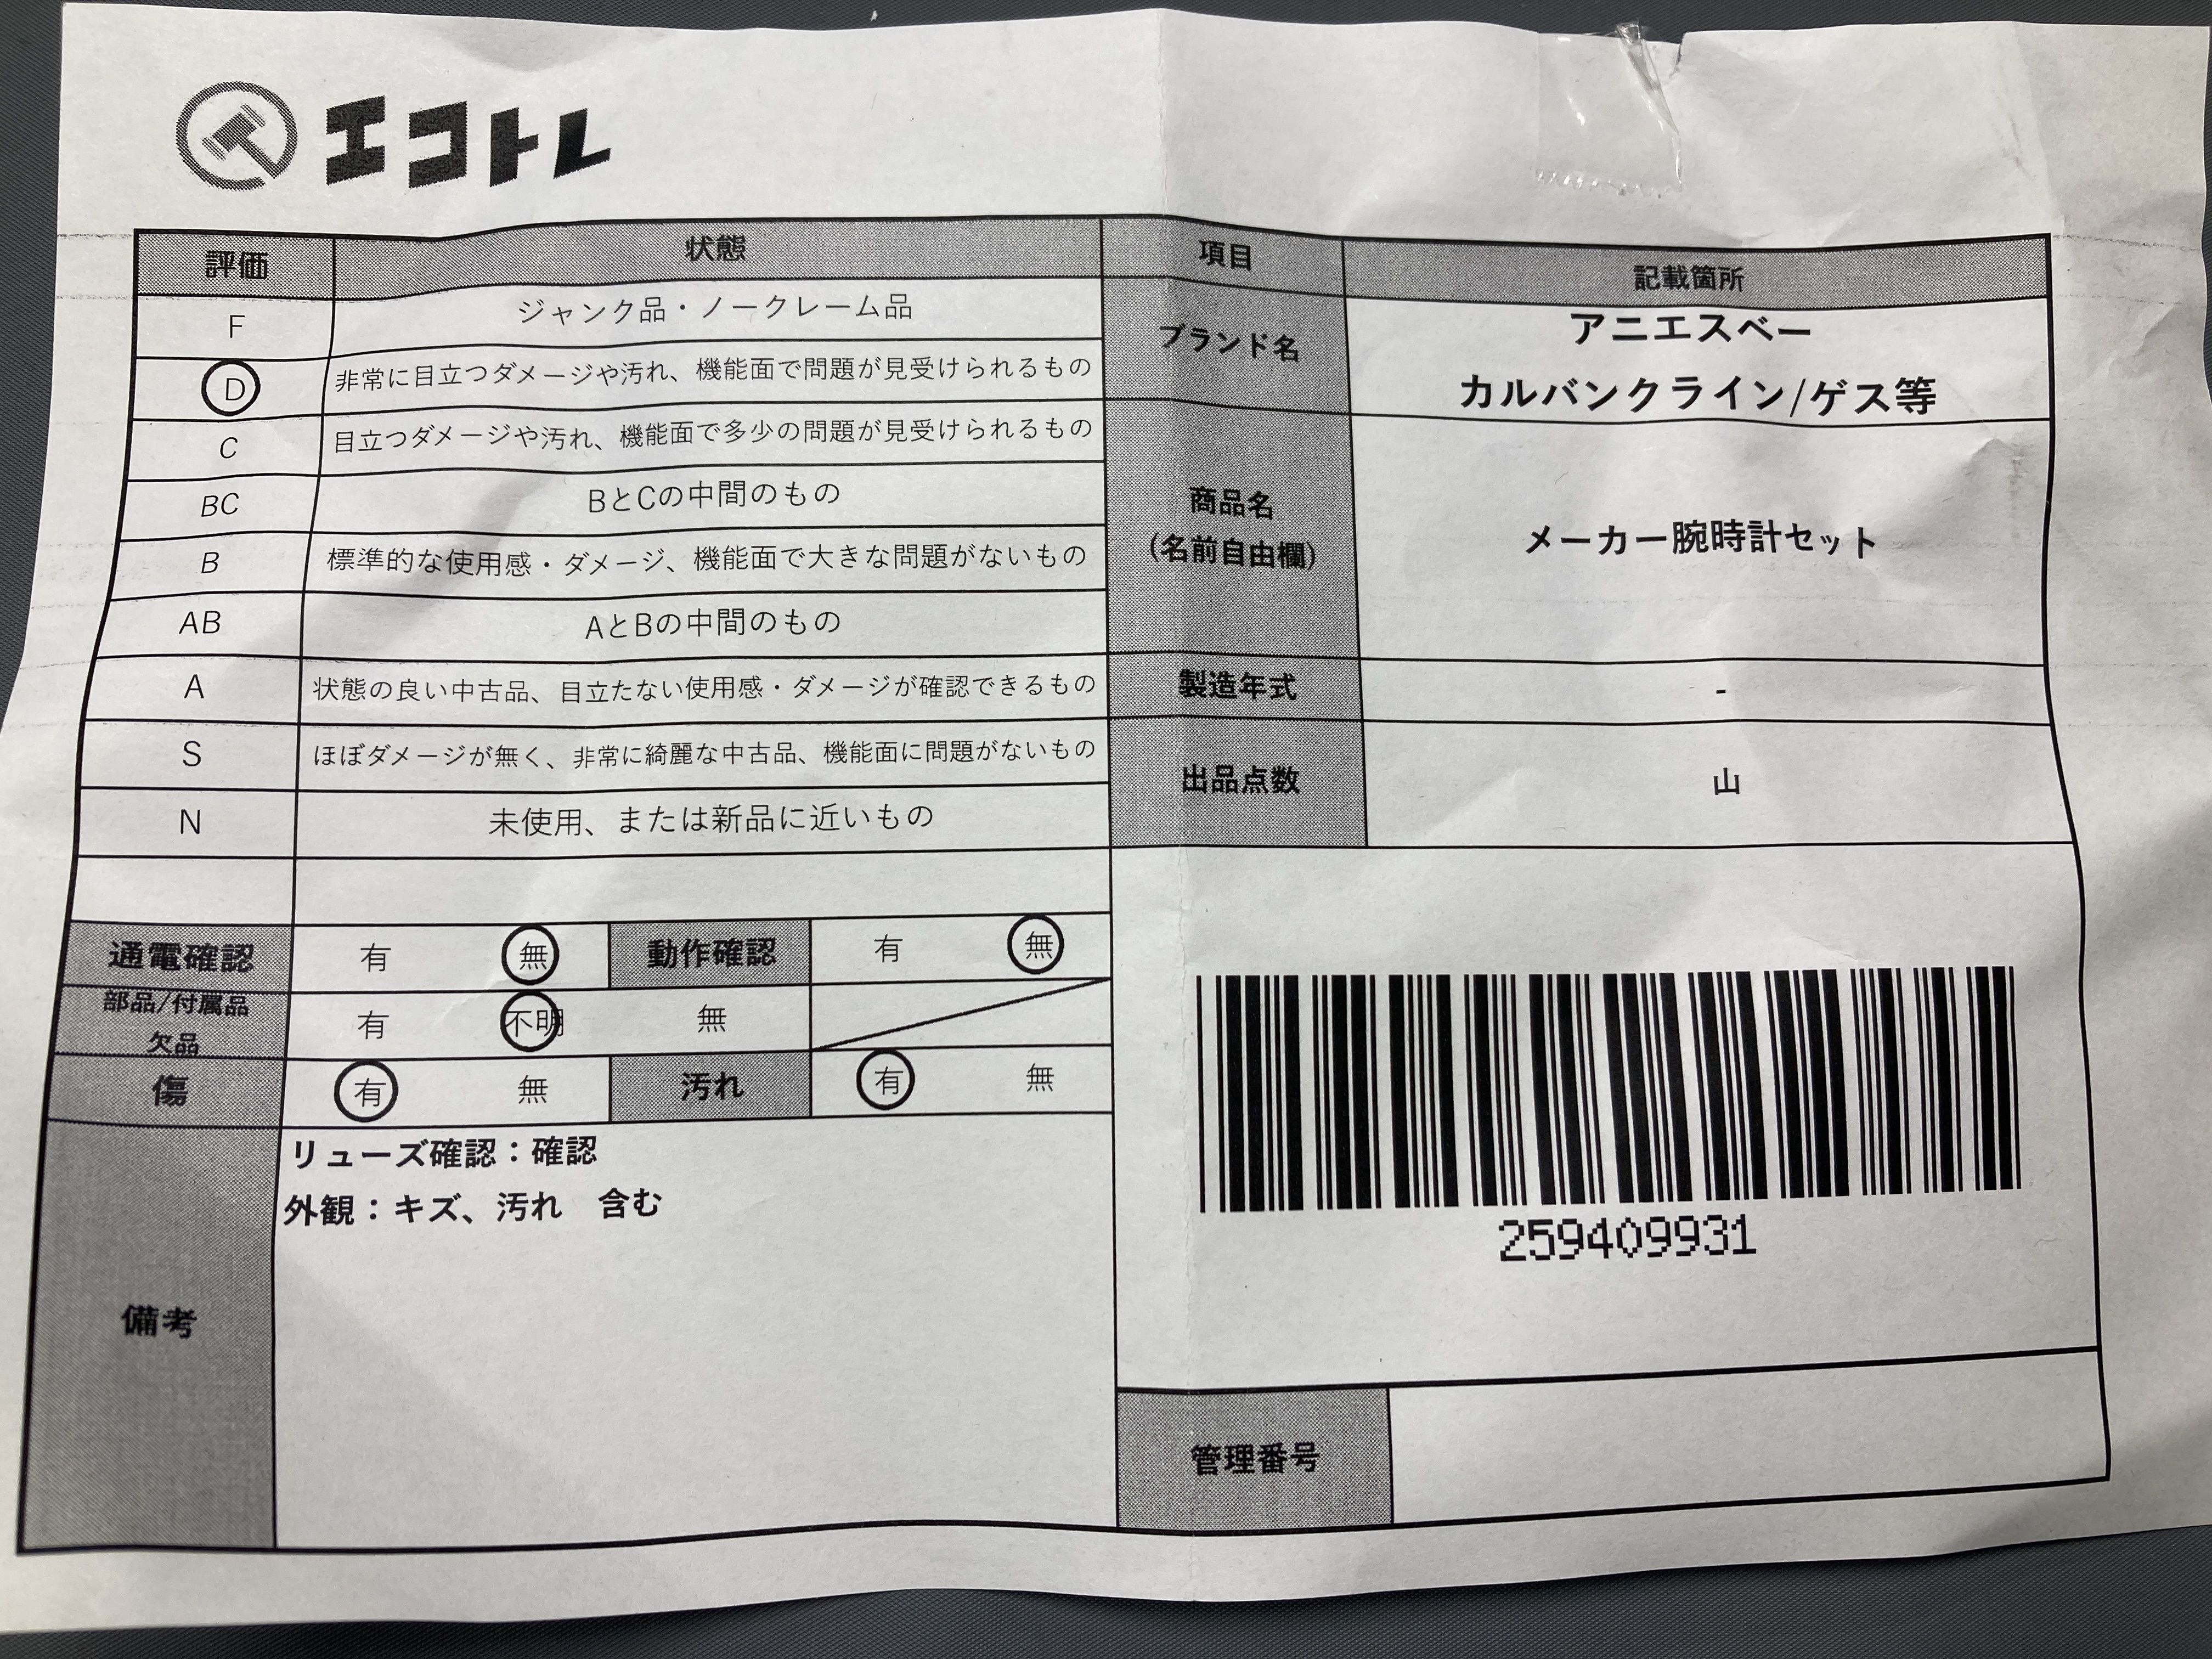 エコトレ
評価 状態
F ジャンク品・ノークレーム品
D 非常に目立つダメージや汚れ、機能面で問題が見受けられるもの
C 目立つダメージや汚れ、機能面で多少の問題が見受けられるもの
BC BとCの中間のもの
B 標準的な使用感・ダメージ、機能面で大きな問題がないもの
AB AとBの中間のもの
A 状態の良い中古品、目立たない使用感・ダメージが確認できるもの
S ほぼダメージが無く、非常に綺麗な中古品、機能面に問題がないもの
N 未使用、または新品に近いもの
通電確認 有 無 動作確認 有 無
部品/付属品
欠品 有 不明 無
傷 有 無 汚れ 有 無
備考
リューズ確認：確認
外観：キズ、汚れ 含む
項目 記載箇所
ブランド名
アニエスベー
カルバンクライン/ゲス等
商品名
(名前自由欄)
メーカー腕時計セット
製造年式 -
出品点数 山
259409931
管理番号